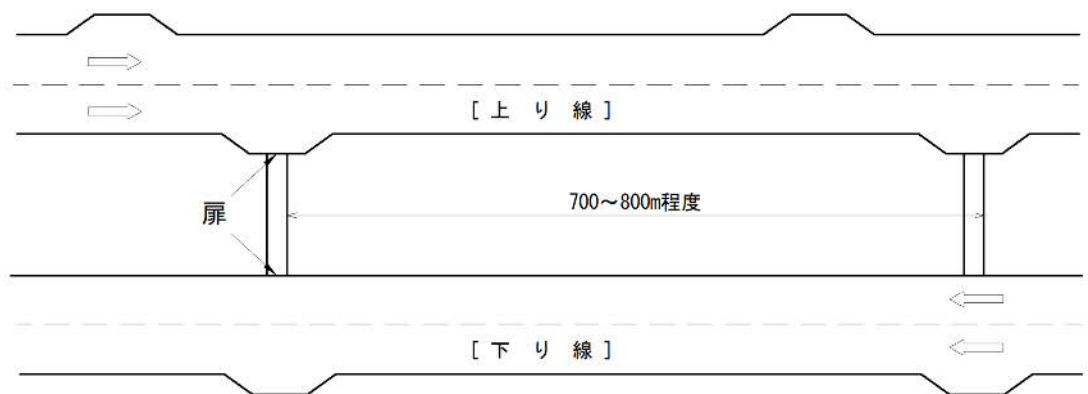 [ 上 り 線 ]
700～800m程度
扉
[ 下 り 線 ]